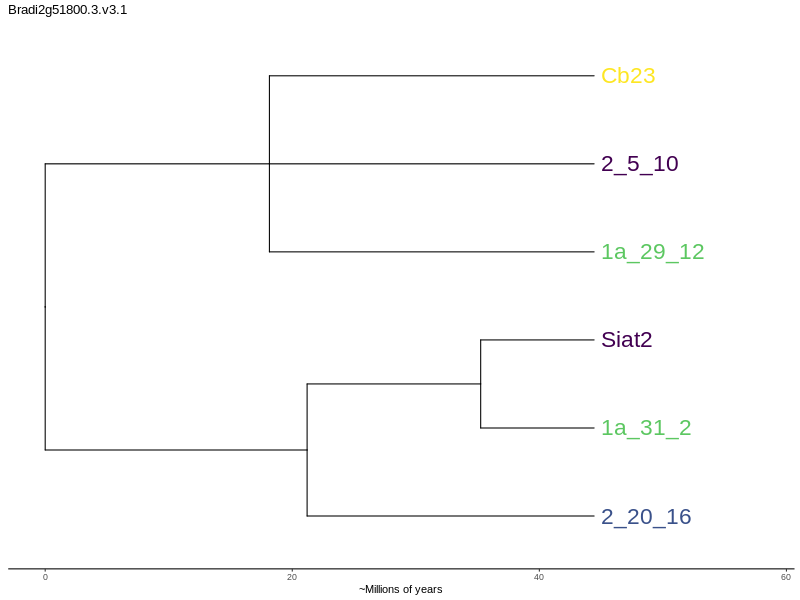 Bradi2g51800.3.v3.1
Cb23
2_5_10
1a_29_12
Siat2
1a_31_2
2_20_16
0 20 40 60
~Millions of years